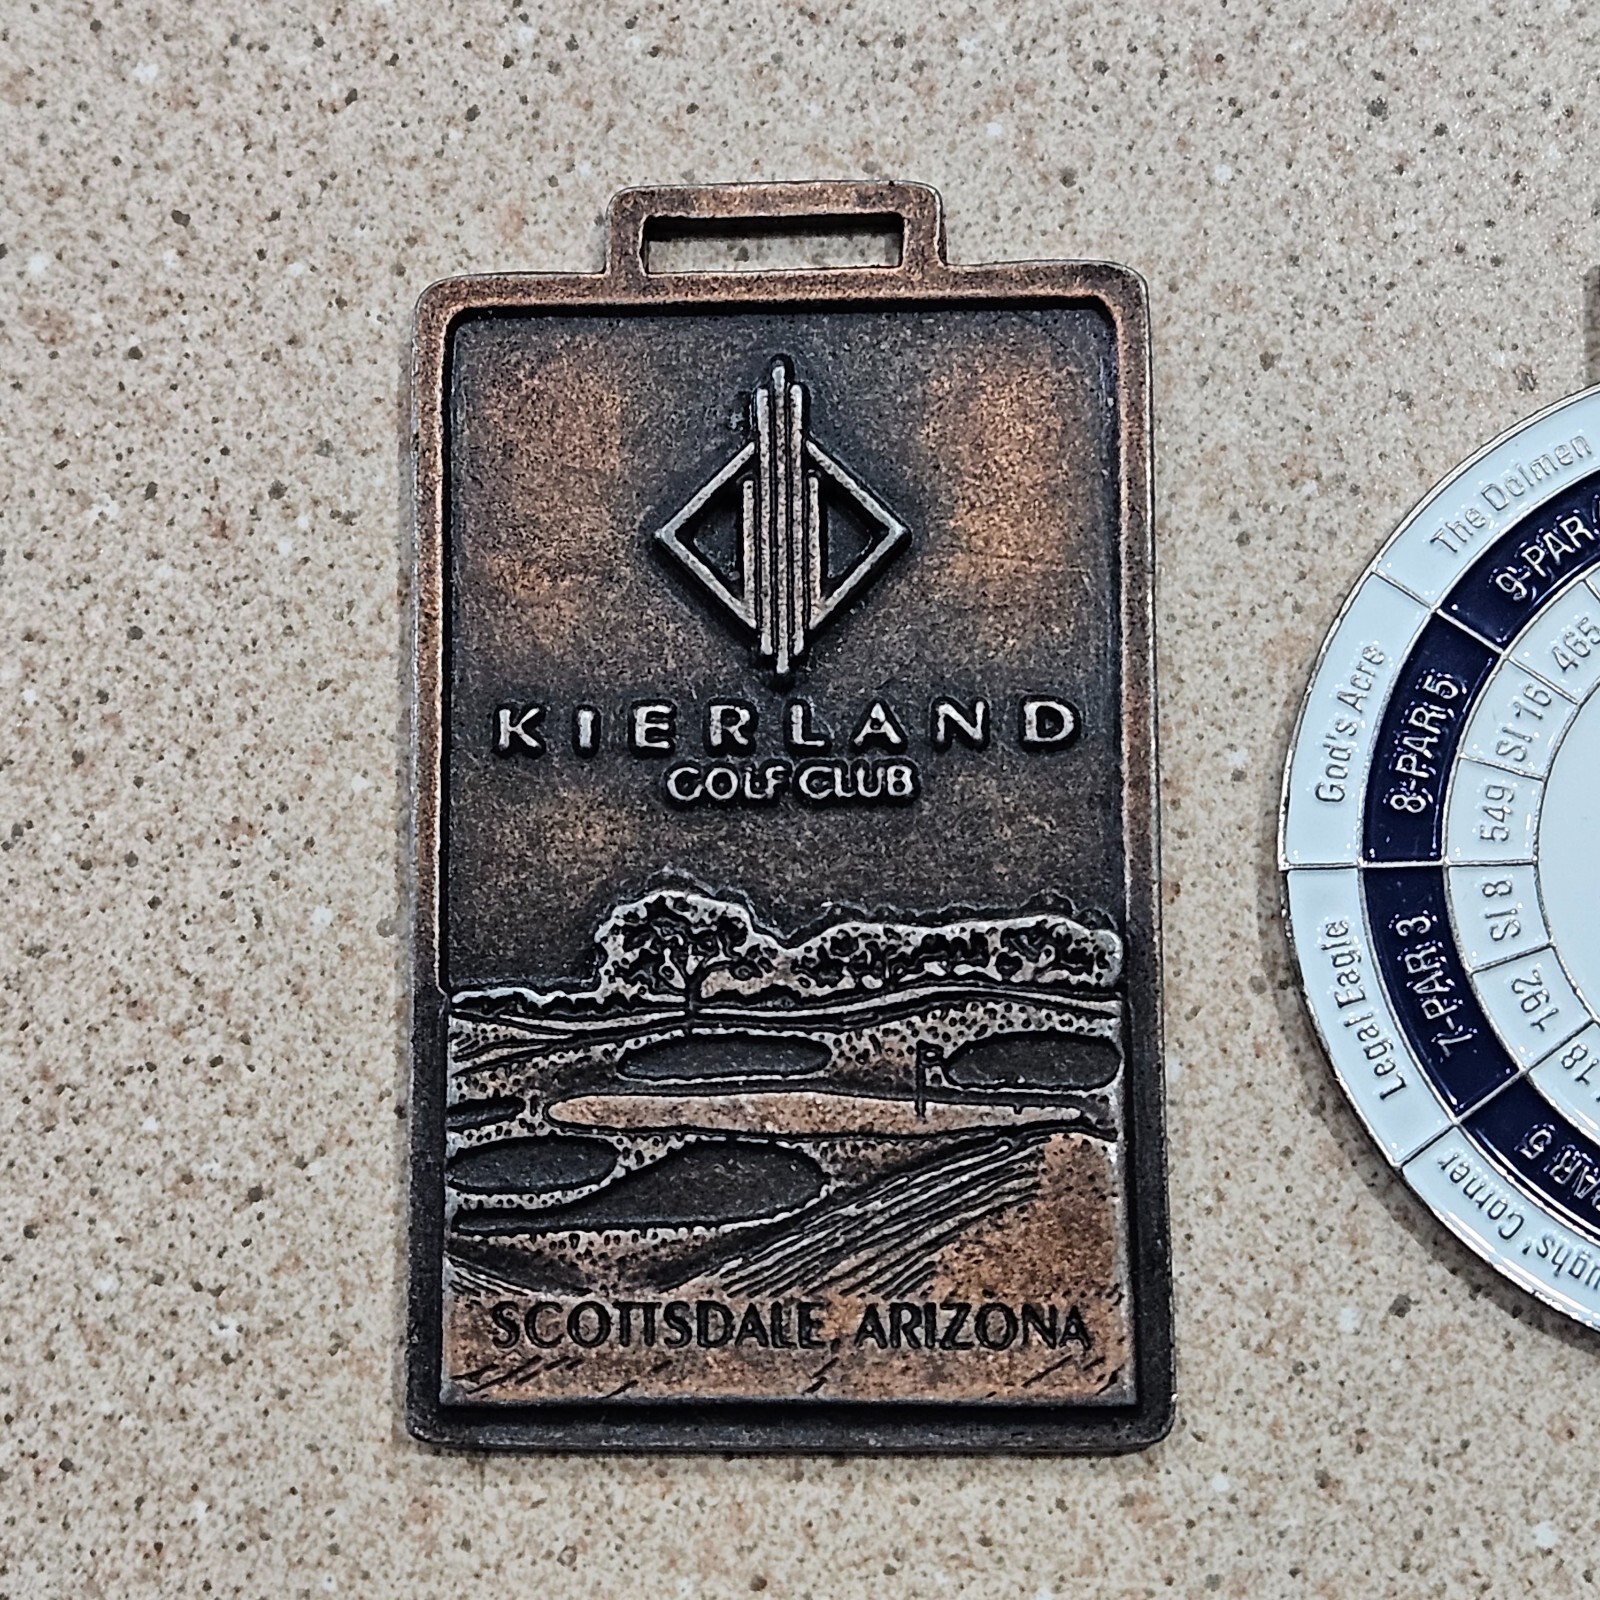 KIERLAND
GOLF CLUB
SCOTTSDALE, ARIZONA
The Dolmen
9-PAR
465
God's Acre
8-PAR 5
549 SI 16
Legal Eagle
7-PAR 3
192 SI 8
Corner
PAR 5
18